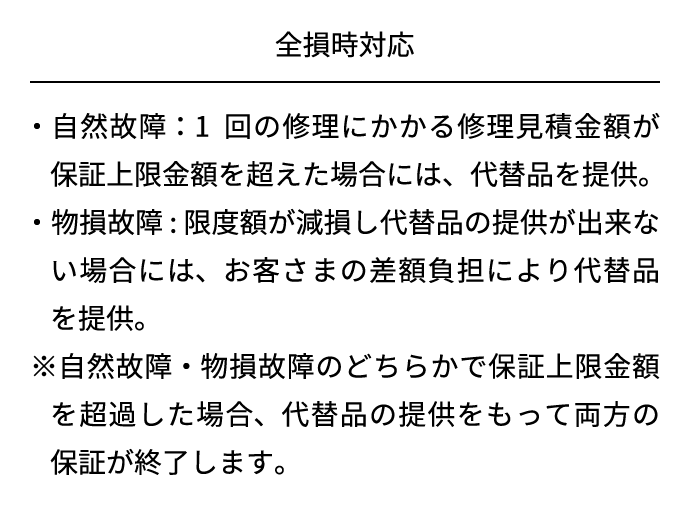 全損時対応
・自然故障：1 回の修理にかかる修理見積金額が
保証上限金額を超えた場合には、代替品を提供。
・物損故障：限度額が減損し代替品の提供が出来な
い場合には、お客さまの差額負担により代替品
を提供。
※自然故障・物損故障のどちらかで保証上限金額
を超過した場合、代替品の提供をもって両方の
保証が終了します。